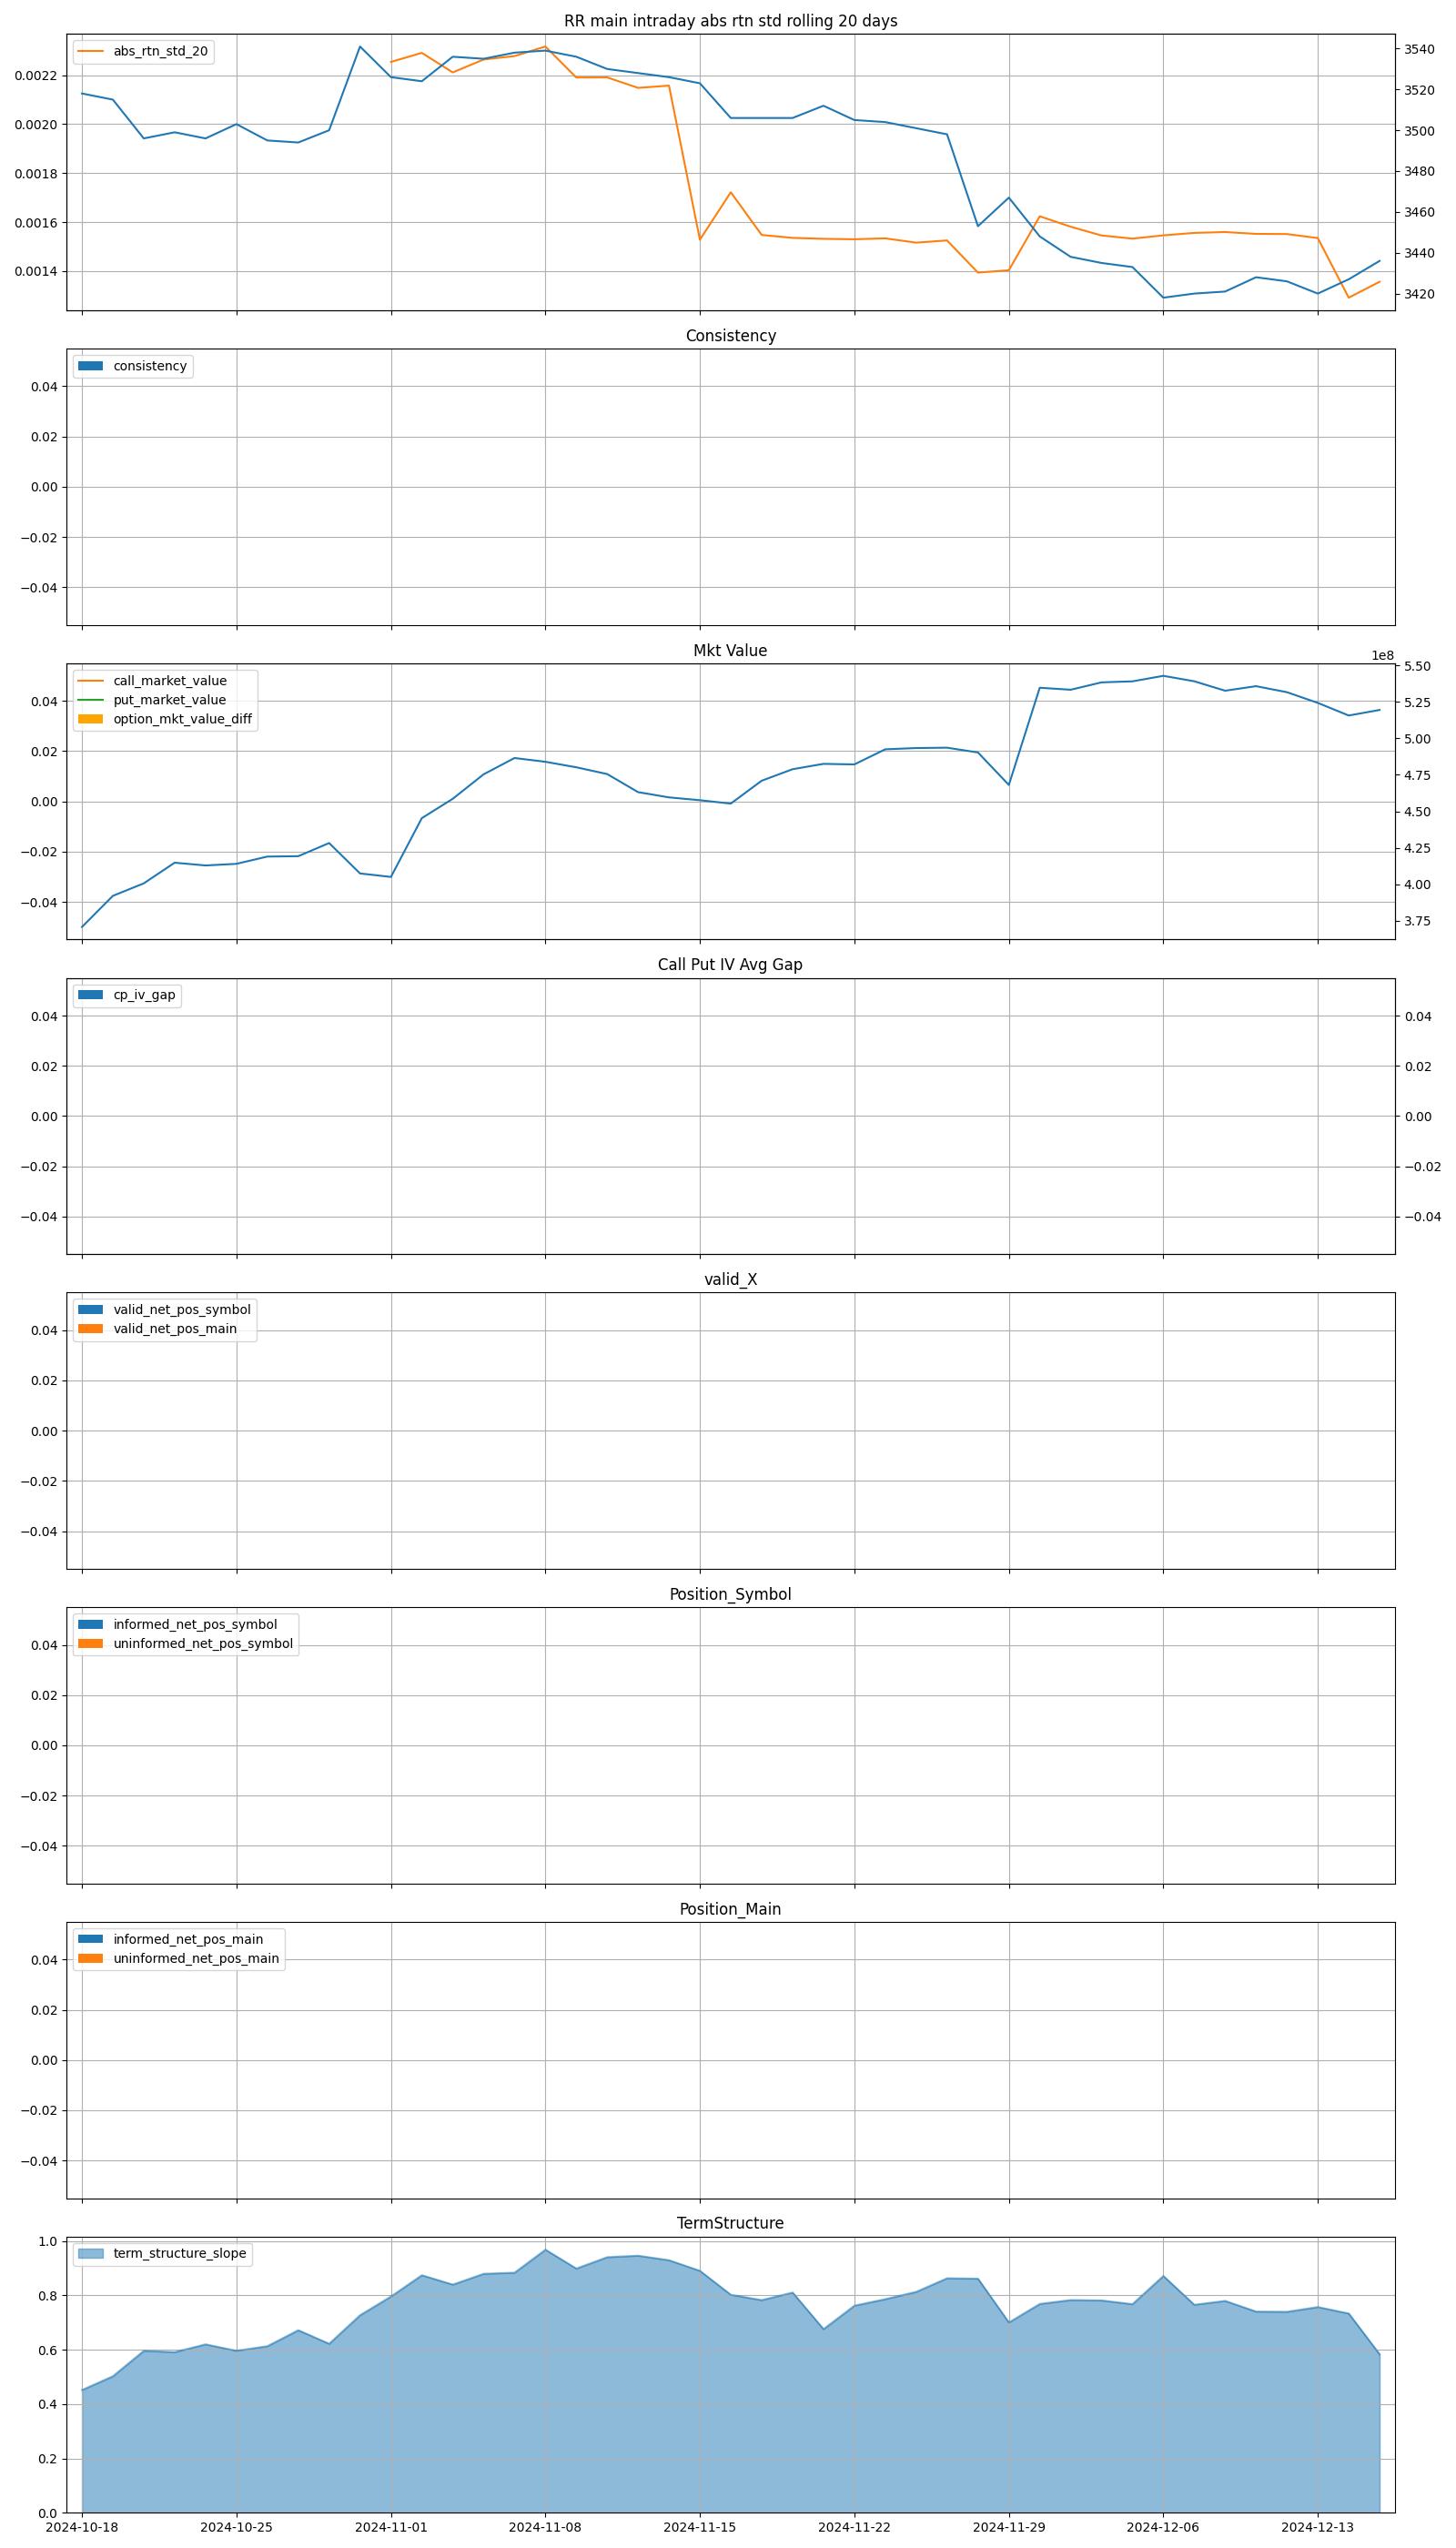 RR main intraday abs rtn std rolling 20 days
abs_rtn_std_20
0.0022
0.0020
0.0018
0.0016
0.0014
3540
3520
3500
3480
3460
3440
3420
Consistency
consistency
0.04
0.02
0.00
−0.02
−0.04
Mkt Value
1e8
call_market_value
put_market_value
option_mkt_value_diff
0.04
0.02
0.00
−0.02
−0.04
5.50
5.25
5.00
4.75
4.50
4.25
4.00
3.75
Call Put IV Avg Gap
cp_iv_gap
0.04
0.02
0.00
−0.02
−0.04
0.04
0.02
0.00
−0.02
−0.04
valid_X
valid_net_pos_symbol
valid_net_pos_main
0.04
0.02
0.00
−0.02
−0.04
Position_Symbol
informed_net_pos_symbol
uninformed_net_pos_symbol
0.04
0.02
0.00
−0.02
−0.04
Position_Main
informed_net_pos_main
uninformed_net_pos_main
0.04
0.02
0.00
−0.02
−0.04
TermStructure
term_structure_slope
1.0
0.8
0.6
0.4
0.2
0.0
2024-10-18 2024-10-25 2024-11-01 2024-11-08 2024-11-15 2024-11-22 2024-11-29 2024-12-06 2024-12-13